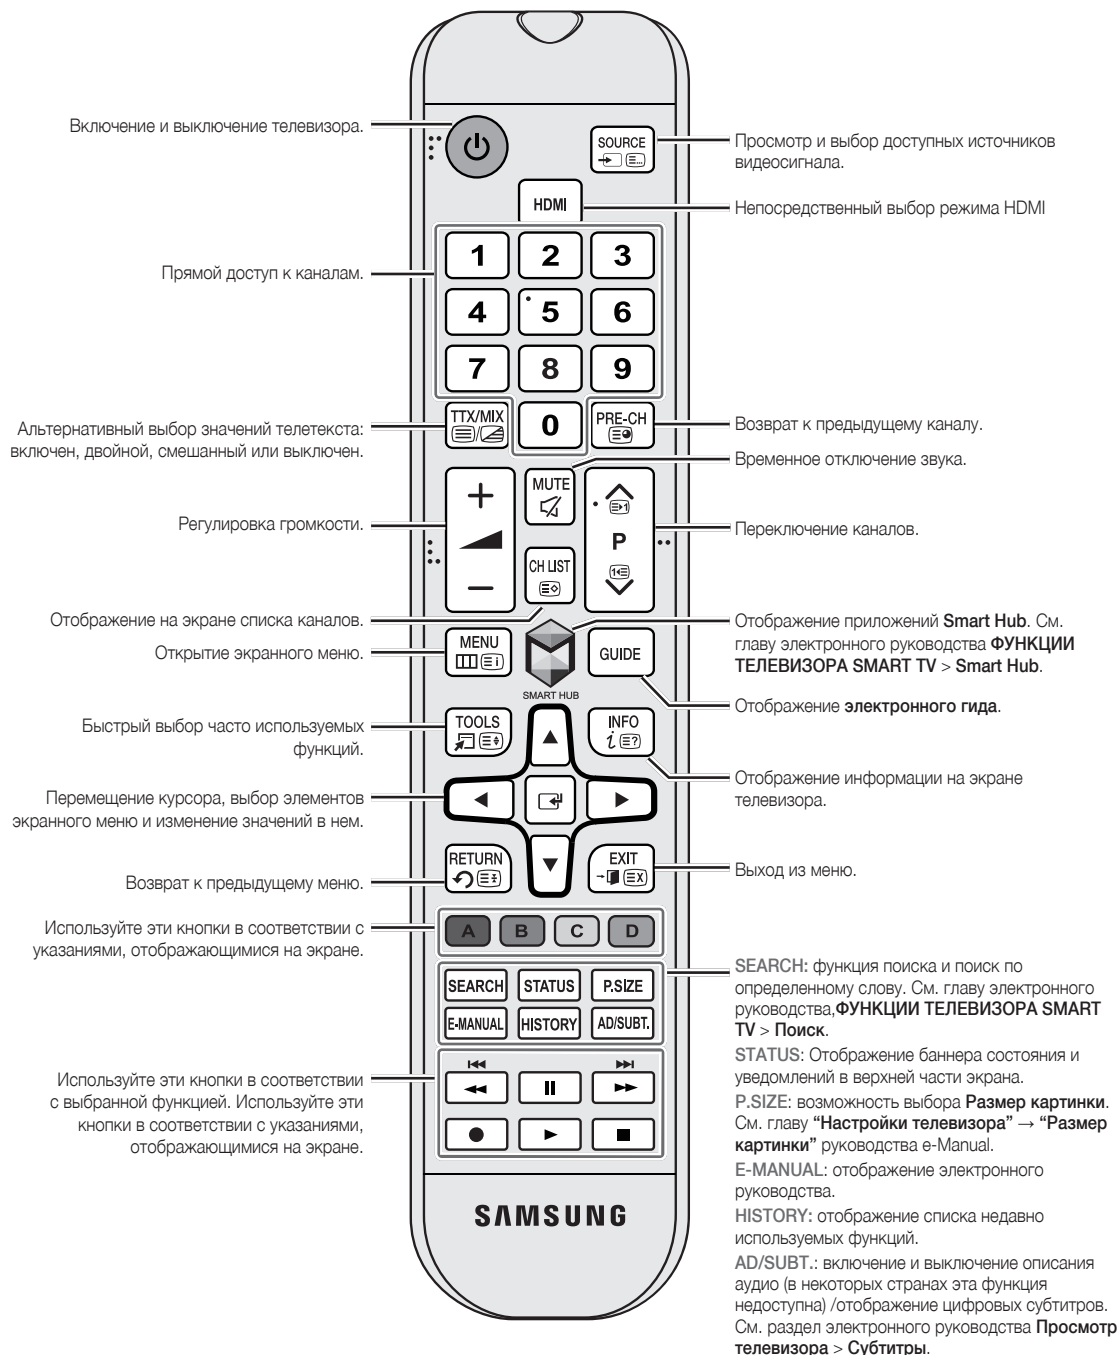 Включение и выключение телевизора.
SOURCE
Просмотр и выбор доступных источников
видеосигнала.
HDMI
Непосредственный выбор режима HDMI
1 2 3
Прямой доступ к каналам.
4 5 6
7 8 9
TTX/MIX
0
PRE-CH
Альтернативный выбор значений телетекста:
включен, двойной, смешанный или выключен.
Возврат к предыдущему каналу.
Временное отключение звука.
MUTE
Регулировка громкости.
P
Переключение каналов.
CH LIST
Отображение на экране списка каналов.
Отображение приложений Smart Hub. См.
главу электронного руководства ФУНКЦИИ
ТЕЛЕВИЗОРА SMART TV > Smart Hub.
MENU
Открытие экранного меню.
GUIDE
SMART HUB
Отображение электронного гида.
TOOLS
INFO
Быстрый выбор часто используемых
функций.
Отображение информации на экране
телевизора.
Перемещение курсора, выбор элементов
экранного меню и изменение значений в нем.
RETURN
EXIT
Возврат к предыдущему меню.
Выход из меню.
Используйте эти кнопки в соответствии с
указаниями, отображающимися на экране.
A B C D
SEARCH STATUS P.SIZE
E-MANUAL HISTORY AD/SUBT.
SEARCH: функция поиска и поиск по
определенному слову. См. главу электронного
руководства,ФУНКЦИИ ТЕЛЕВИЗОРА SMART
TV > Поиск.
STATUS: Отображение баннера состояния и
уведомлений в верхней части экрана.
P.SIZE: возможность выбора Размер картинки.
См. главу “Настройки телевизора” → “Размер
картинки” руководства e-Manual.
E-MANUAL: отображение электронного
руководства.
HISTORY: отображение списка недавно
используемых функций.
AD/SUBT.: включение и выключение описания
аудио (в некоторых странах эта функция
недоступна) /отображение цифровых субтитров.
См. раздел электронного руководства Просмотр
телевизора > Субтитры.
Используйте эти кнопки в соответствии
с выбранной функцией. Используйте эти
кнопки в соответствии с указаниями,
отображающимися на экране.
SAMSUNG